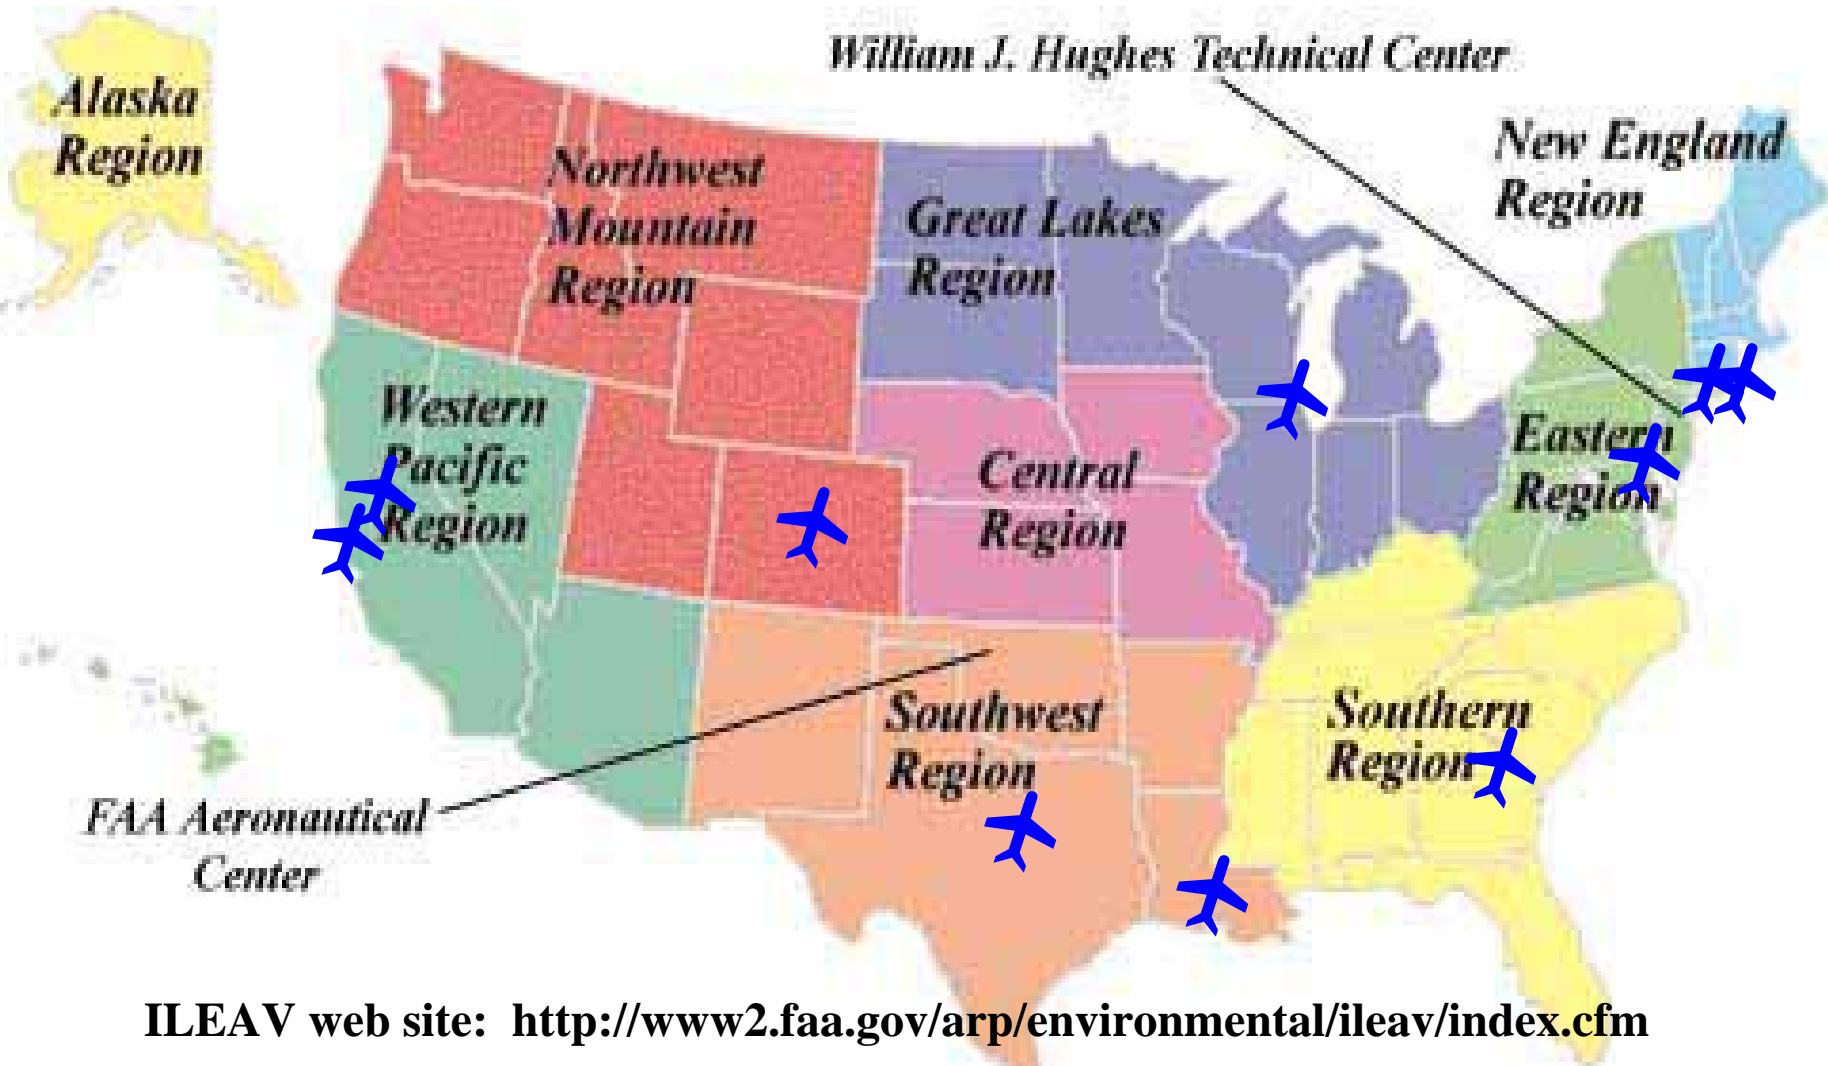 William J. Hughes Technical Center
Alaska
Region
New England
Region
Northwest
Mountain
Region
Great Lakes
Region
Western
Pacific
Region
Central
Region
Eastern
Region
Southwest
Region
Southern
Region
FAA Aeronautical
Center
ILEAV web site:  http://www2.faa.gov/arp/environmental/ileav/index.cfm